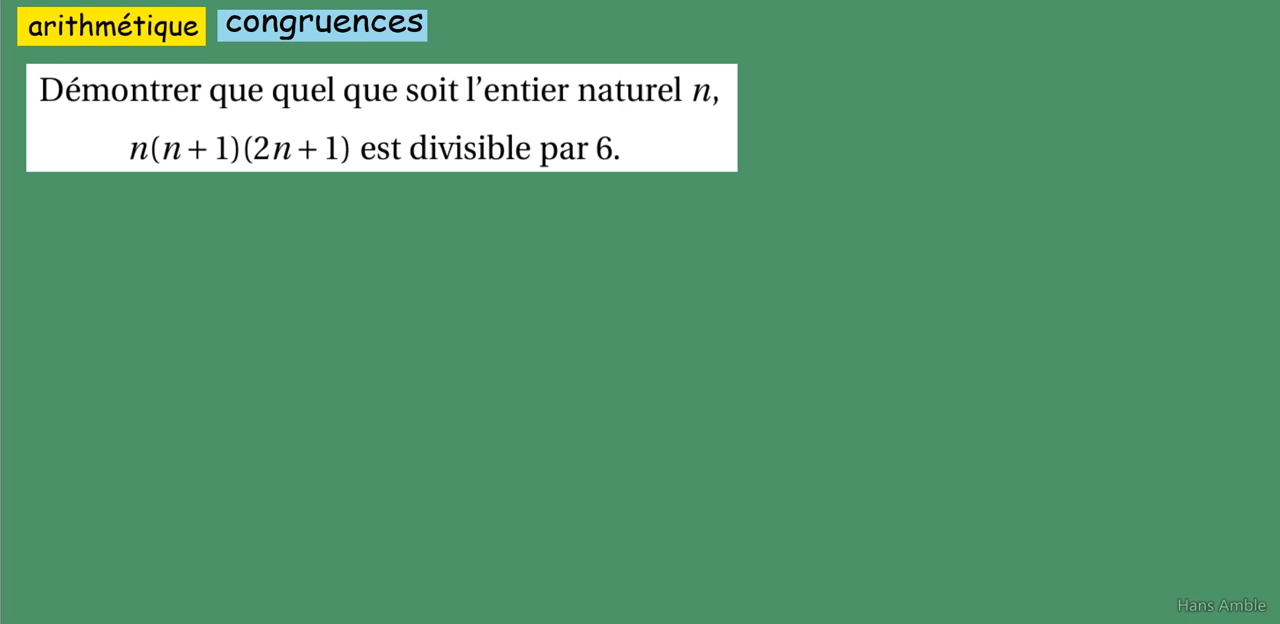 arithmétique congruences
Démontrer que quel que soit l’entier naturel n,
n(n+1)(2n+1) est divisible par 6.
Hans Amble